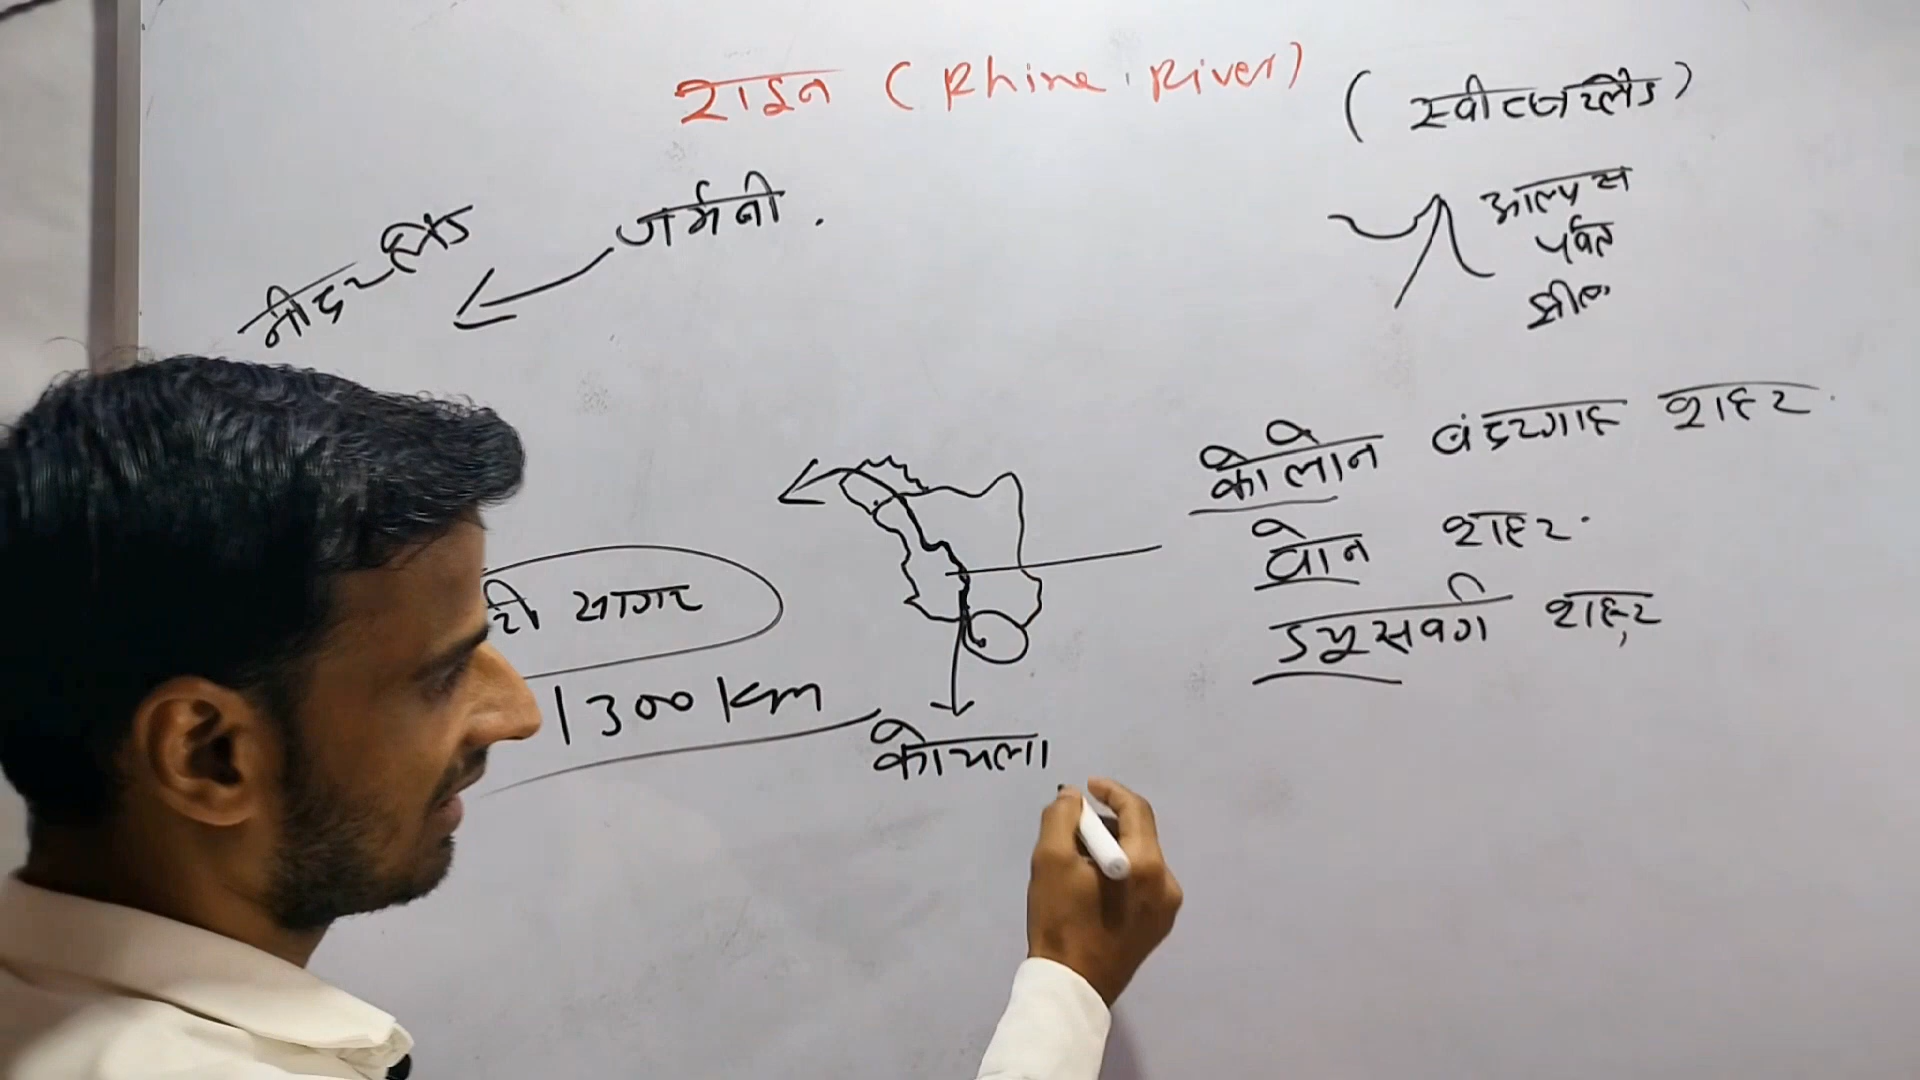 राइन (Rhine River)
(स्वीटजरलैंड)
जर्मनी.
नीदरलैंड
आल्पस
पर्वत
झील
कोलोन बंदरगाह शहर.
बोन शहर.
ड्यूसबर्ग शहर
री सागर
1300 km
कोयला